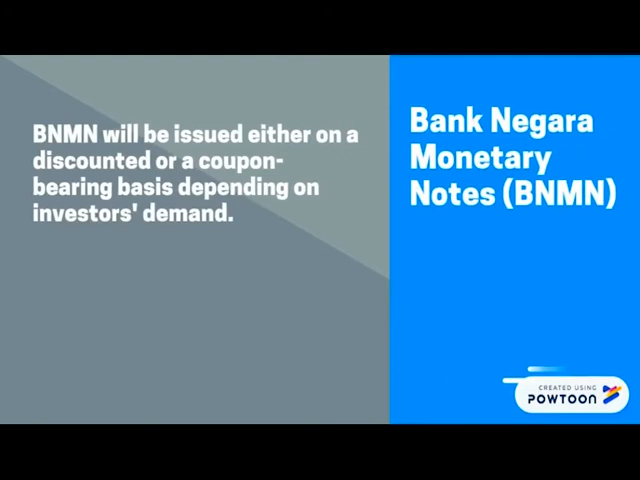 BNMN will be issued either on a
discounted or a coupon-
bearing basis depending on
investors' demand.
Bank Negara
Monetary
Notes (BNMN)
CREATED USING
POWTOON